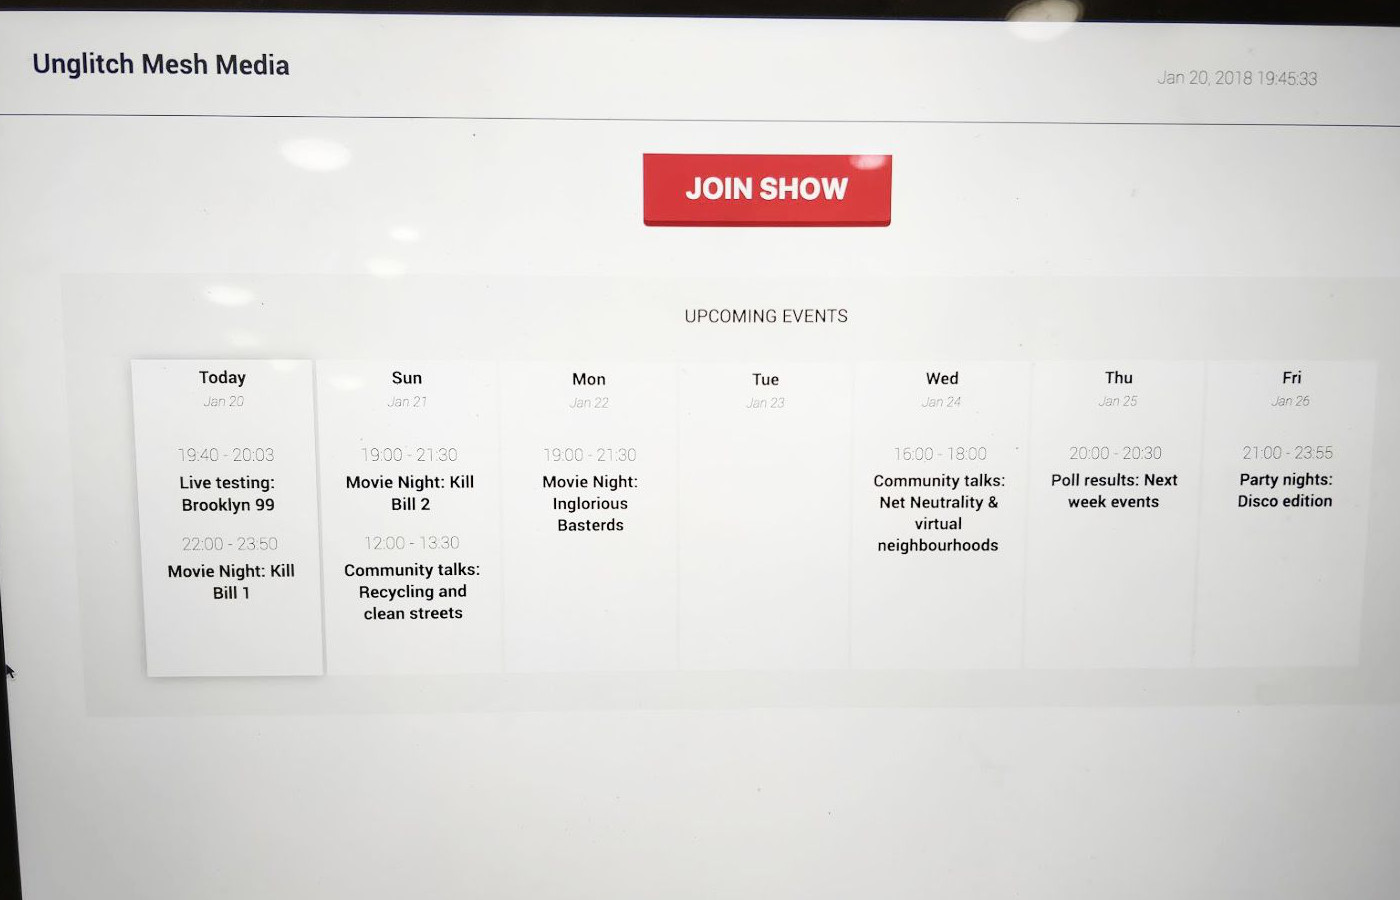 Unglitch Mesh Media
Jan 20, 2018 19:45:33
JOIN SHOW
UPCOMING EVENTS
Today
Jan 20
19:40 - 20:03
Live testing:
Brooklyn 99
22:00 - 23:50
Movie Night: Kill
Bill 1
Sun
Jan 21
19:00 - 21:30
Movie Night: Kill
Bill 2
12:00 - 13:30
Community talks:
Recycling and
clean streets
Mon
Jan 22
19:00 - 21:30
Movie Night:
Inglorious
Basterds
Tue
Jan 23
Wed
Jan 24
16:00 - 18:00
Community talks:
Net Neutrality &
virtual
neighbourhoods
Thu
Jan 25
20:00 - 20:30
Poll results: Next
week events
Fri
Jan 26
21:00 - 23:55
Party nights:
Disco edition